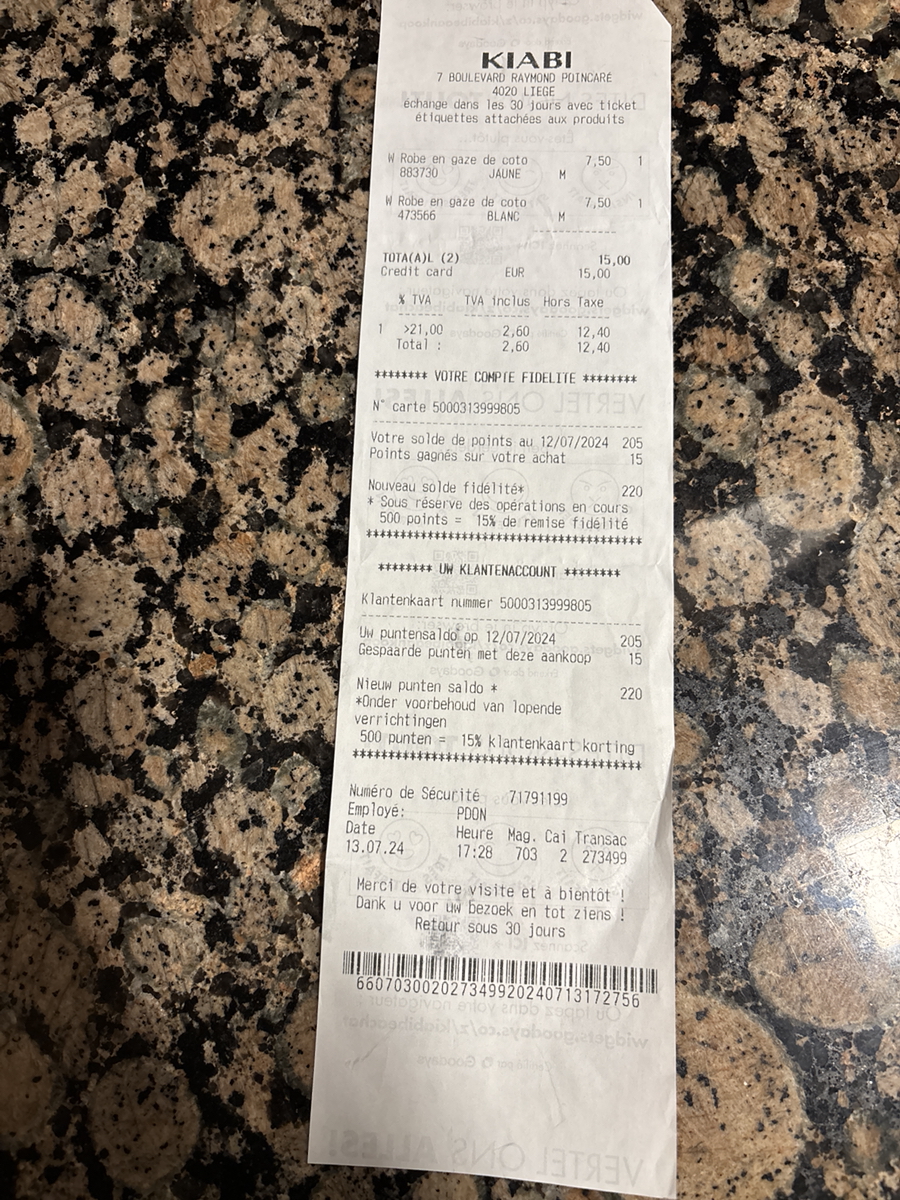 KIABI
7 BOULEVARD RAYMOND POINCARÉ
4020 LIEGE
échange dans les 30 jours avec ticket
étiquettes attachées aux produits
W Robe en gaze de coto 7,50 1
883730 JAUNE M
W Robe en gaze de coto 7,50 1
473566 BLANC M
--------------
TOTA(A)L (2) 15,00
Credit card EUR 15,00
% TVA TVA inclus Hors Taxe
1 >21,00 2,60 12,40
Total : 2,60 12,40
******** VOTRE COMPTE FIDELITE ********
N° carte 5000313999805
Votre solde de points au 12/07/2024 205
Points gagnés sur votre achat 15
Nouveau solde fidélité* 220
* Sous réserve des opérations en cours
500 points = 15% de remise fidélité
***************************************
******** UW KLANTENACCOUNT ********
Klantenkaart nummer 5000313999805
Uw puntensaldo op 12/07/2024 205
Gespaarde punten met deze aankoop 15
Nieuw punten saldo * 220
*Onder voorbehoud van lopende
verrichtingen
500 punten = 15% klantenkaart korting
***************************************
Numéro de Sécurité 71791199
Employé: PDON
Date Heure Mag. Cai Transac
13.07.24 17:28 703 2 273499
Merci de votre visite et à bientôt !
Dank u voor uw bezoek en tot ziens !
Retour sous 30 jours
660703002027349920240713172756